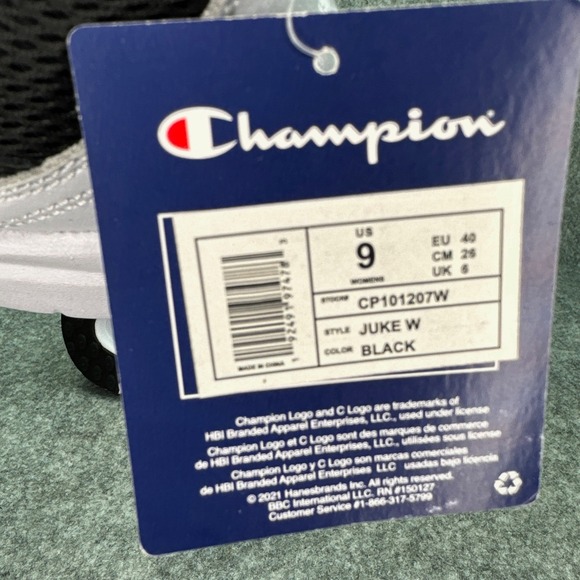 Champion
US
9
WOMENS
EU 40
CM 26
UK 6
STOCK# CP101207W
STYLE JUKE W
COLOR BLACK
MADE IN CHINA
Champion Logo and C Logo are trademarks of
HBI Branded Apparel Enterprises, LLC., used under license
Champion Logo et C Logo sont des marques de commerce
de HBI Branded Apparel Enterprises, LLC., utilisées sous license
Champion Logo y C Logo son marcas comerciales
de HBI Branded Apparel Enterprises LLC usadas bajo licencia
© 2021 Hanesbrands Inc. All rights reserved.
BBC International LLC. RN #150127
Customer Service #1-866-317-5799